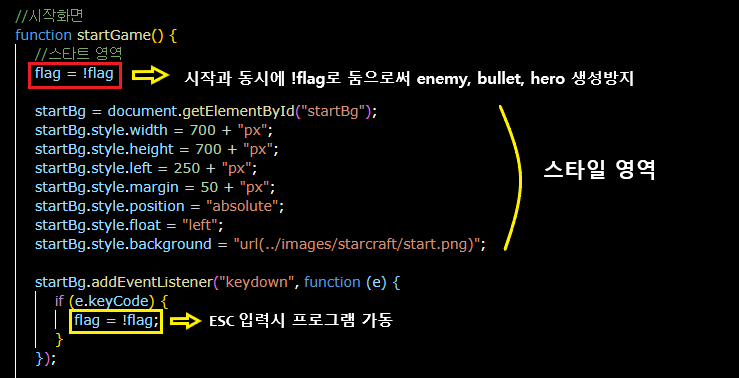 //시작화면
function startGame() {
//스타트 영역
flag = !flag
시작과 동시에 !flag로 둠으로써 enemy, bullet, hero 생성방지
startBg = document.getElementById("startBg");
startBg.style.width = 700 + "px";
startBg.style.height = 700 + "px";
startBg.style.left = 250 + "px";
startBg.style.margin = 50 + "px";
startBg.style.position = "absolute";
startBg.style.float = "left";
startBg.style.background = "url(../images/starcraft/start.png)";
스타일 영역
startBg.addEventListener("keydown", function (e) {
if (e.keyCode) {
flag = !flag;
ESC 입력시 프로그램 가동
}
});